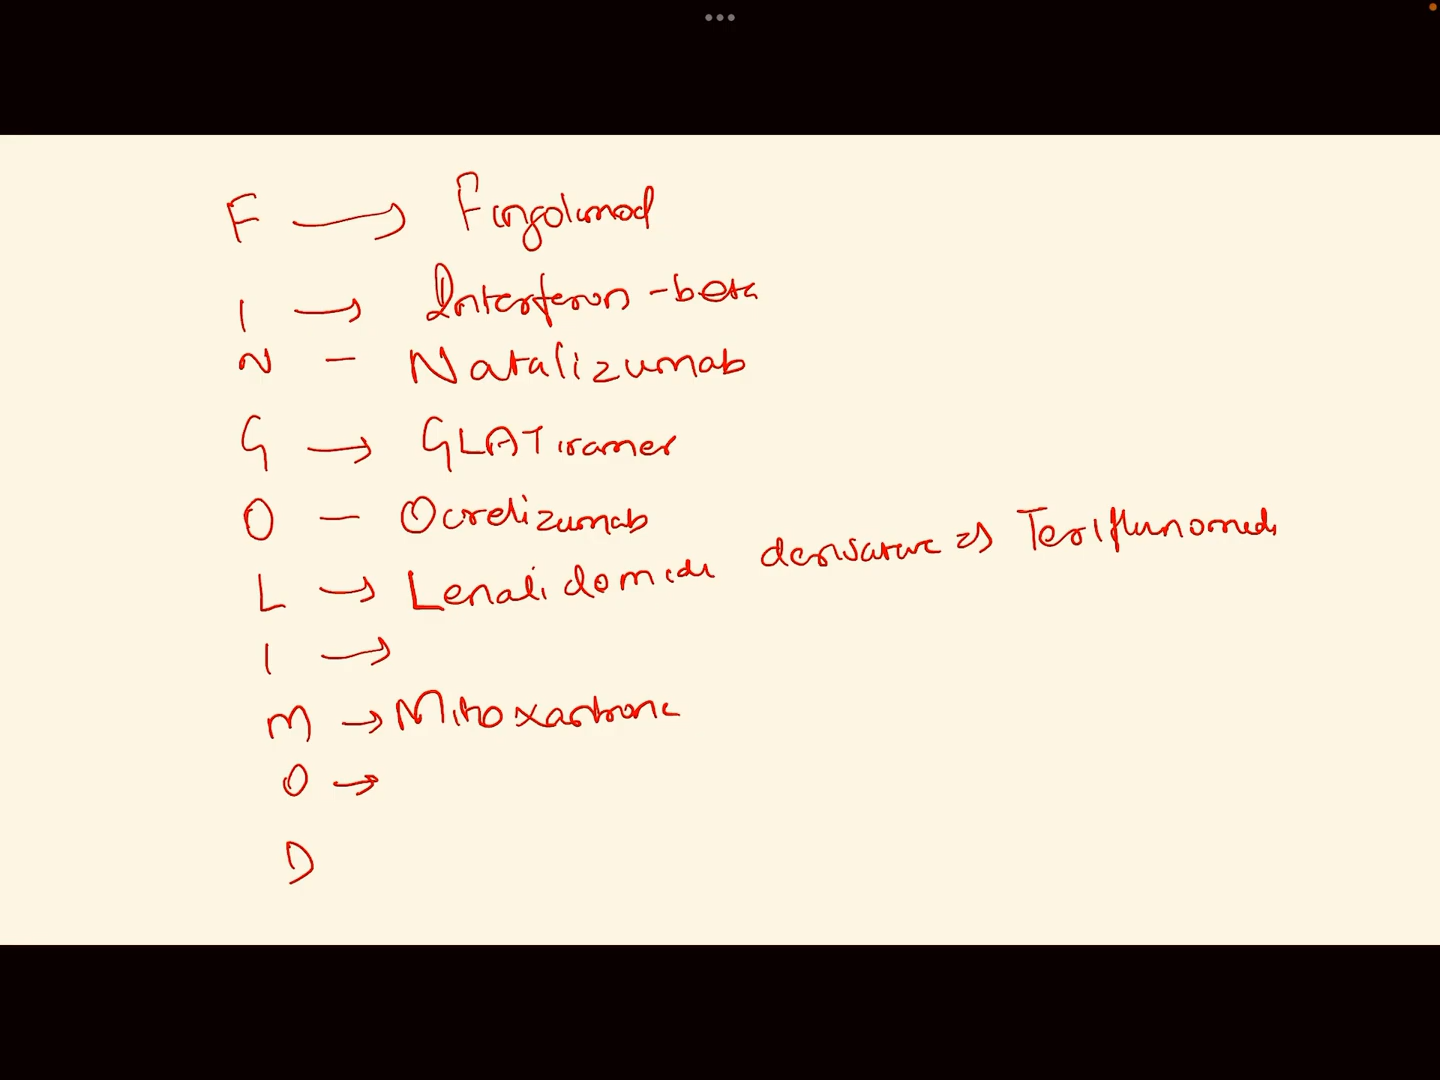 F → Fingolimod
I → Interferon-beta
N - Natalizumab
G → GLATiramer
O - Ocrelizumab
L → Lenalidomide derivative ⇒ Teriflunomide
I →
M → Mitoxantrone
O →
D